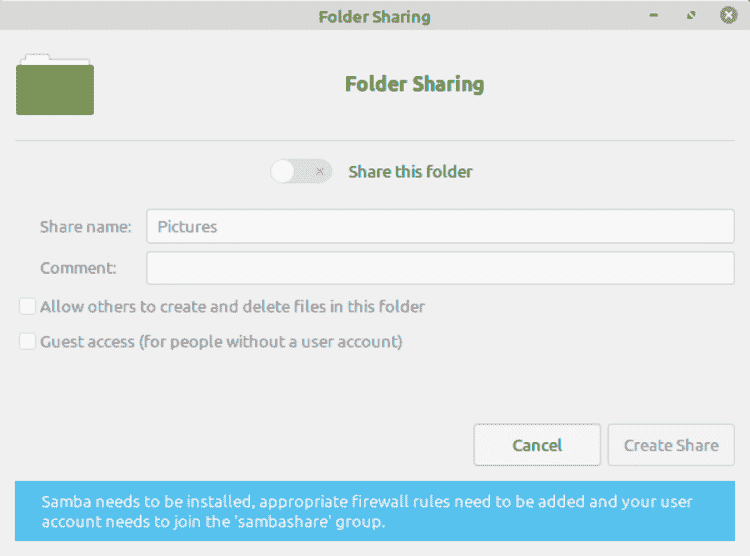 Folder Sharing
Folder Sharing
Share this folder
Share name: Pictures
Comment:
Allow others to create and delete files in this folder
Guest access (for people without a user account)
Cancel Create Share
Samba needs to be installed, appropriate firewall rules need to be added and your user
account needs to join the 'sambashare' group.